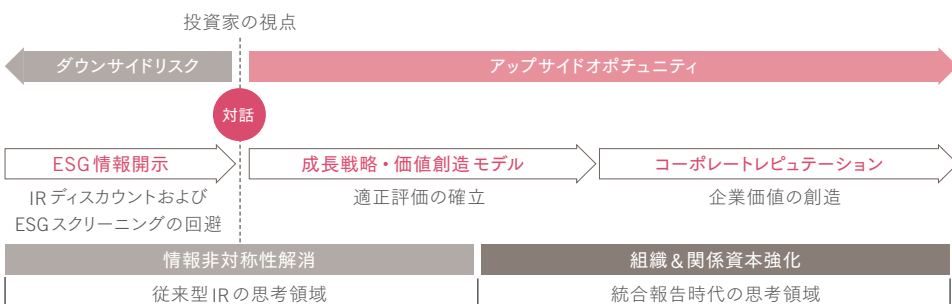 投資家の視点
ダウンサイドリスク
アップサイドオポチュニティ
対話
ESG情報開示
成長戦略・価値創造モデル
コーポレートレピュテーション
IRディスカウントおよび
ESGスクリーニングの回避
適正評価の確立
企業価値の創造
情報非対称性解消
組織&関係資本強化
従来型IRの思考領域
統合報告時代の思考領域